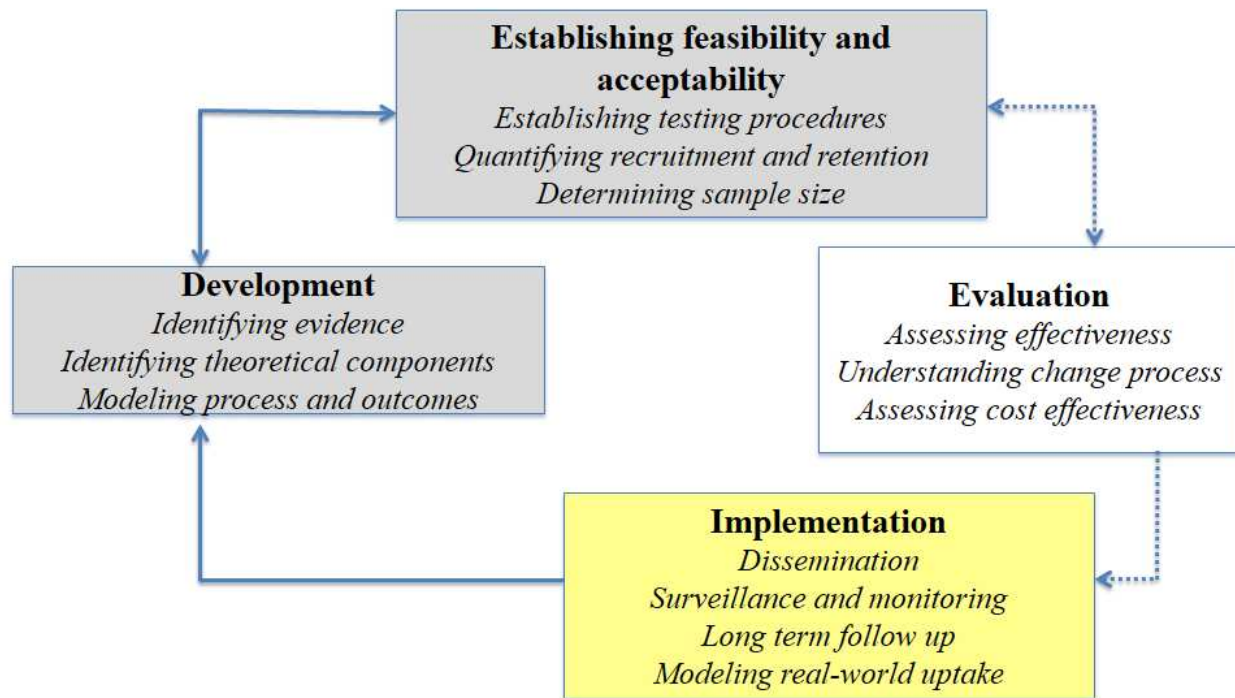 Establishing feasibility and
acceptability
Establishing testing procedures
Quantifying recruitment and retention
Determining sample size
Development
Identifying evidence
Identifying theoretical components
Modeling process and outcomes
Evaluation
Assessing effectiveness
Understanding change process
Assessing cost effectiveness
Implementation
Dissemination
Surveillance and monitoring
Long term follow up
Modeling real-world uptake